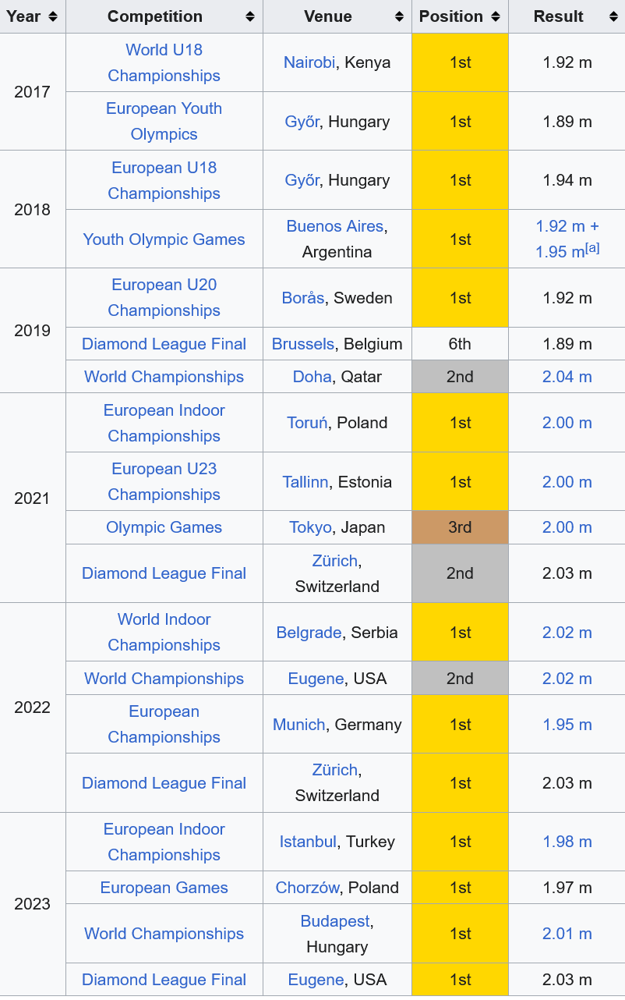 Year Competition Venue Position Result
2017
World U18
Championships
Nairobi, Kenya
1st
1.92 m
European Youth
Olympics
Győr, Hungary
1st
1.89 m
2018
European U18
Championships
Győr, Hungary
1st
1.94 m
Youth Olympic Games
Buenos Aires,
Argentina
1st
1.92 m +
1.95 m[a]
2019
European U20
Championships
Borås, Sweden
1st
1.92 m
Diamond League Final
Brussels, Belgium
6th
1.89 m
World Championships
Doha, Qatar
2nd
2.04 m
2021
European Indoor
Championships
Toruń, Poland
1st
2.00 m
European U23
Championships
Tallinn, Estonia
1st
2.00 m
Olympic Games
Tokyo, Japan
3rd
2.00 m
Diamond League Final
Zürich,
Switzerland
2nd
2.03 m
2022
World Indoor
Championships
Belgrade, Serbia
1st
2.02 m
World Championships
Eugene, USA
2nd
2.02 m
European
Championships
Munich, Germany
1st
1.95 m
Diamond League Final
Zürich,
Switzerland
1st
2.03 m
2023
European Indoor
Championships
Istanbul, Turkey
1st
1.98 m
European Games
Chorzów, Poland
1st
1.97 m
World Championships
Budapest,
Hungary
1st
2.01 m
Diamond League Final
Eugene, USA
1st
2.03 m